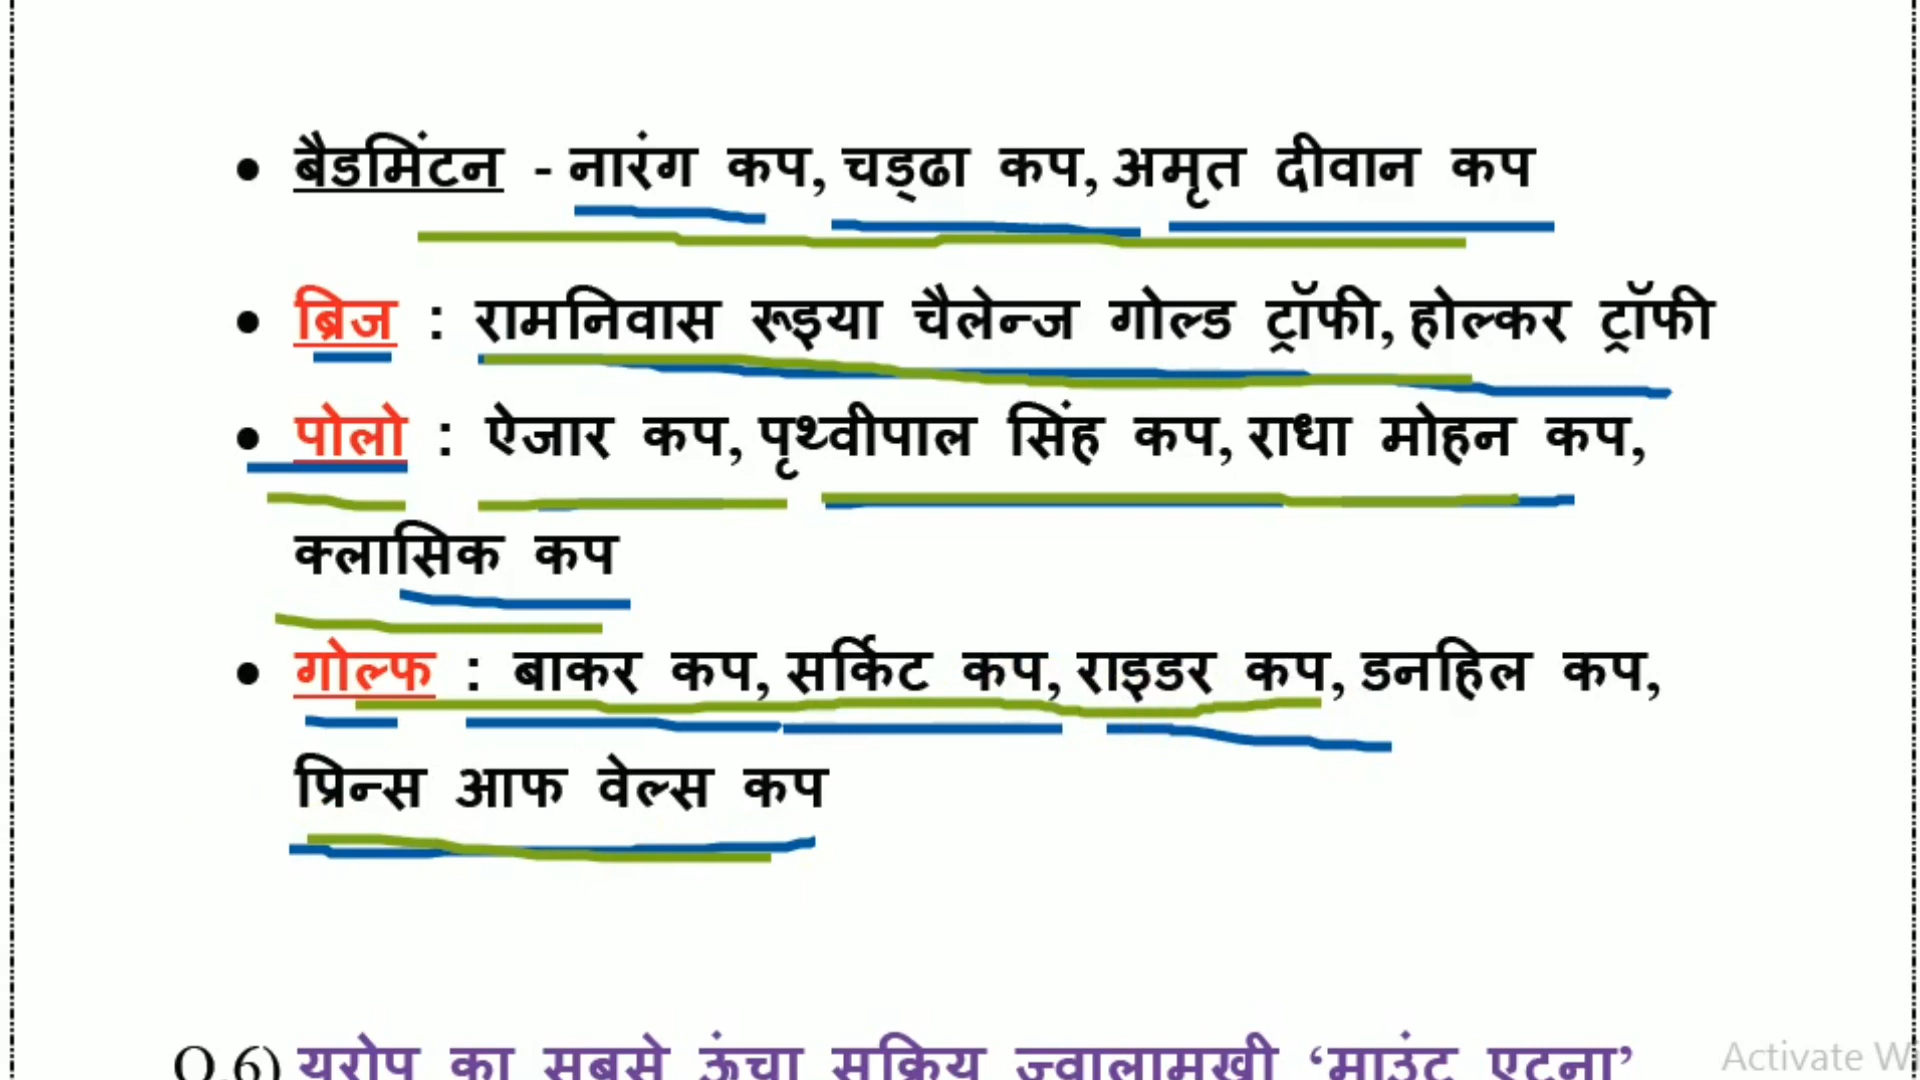 • बैडमिंटन - नारंग कप, चड्ढा कप, अमृत दीवान कप
• ब्रिज : रामनिवास रूइया चैलेन्ज गोल्ड ट्रॉफी, होल्कर ट्रॉफी
• पोलो : ऐजार कप, पृथ्वीपाल सिंह कप, राधा मोहन कप,
क्लासिक कप
• गोल्फ : बाकर कप, सर्किट कप, राइडर कप, डनहिल कप,
प्रिन्स आफ वेल्स कप
Q.6) यूरोप का सबसे ऊंचा सक्रिय ज्वालामुखी ‘माउंट एटना’
Activate W